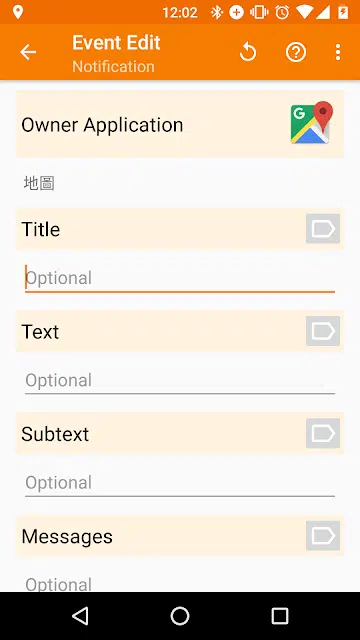 12:02
Event Edit
Notification
Owner Application
地圖
Title
Optional
Text
Optional
Subtext
Optional
Messages
Optional